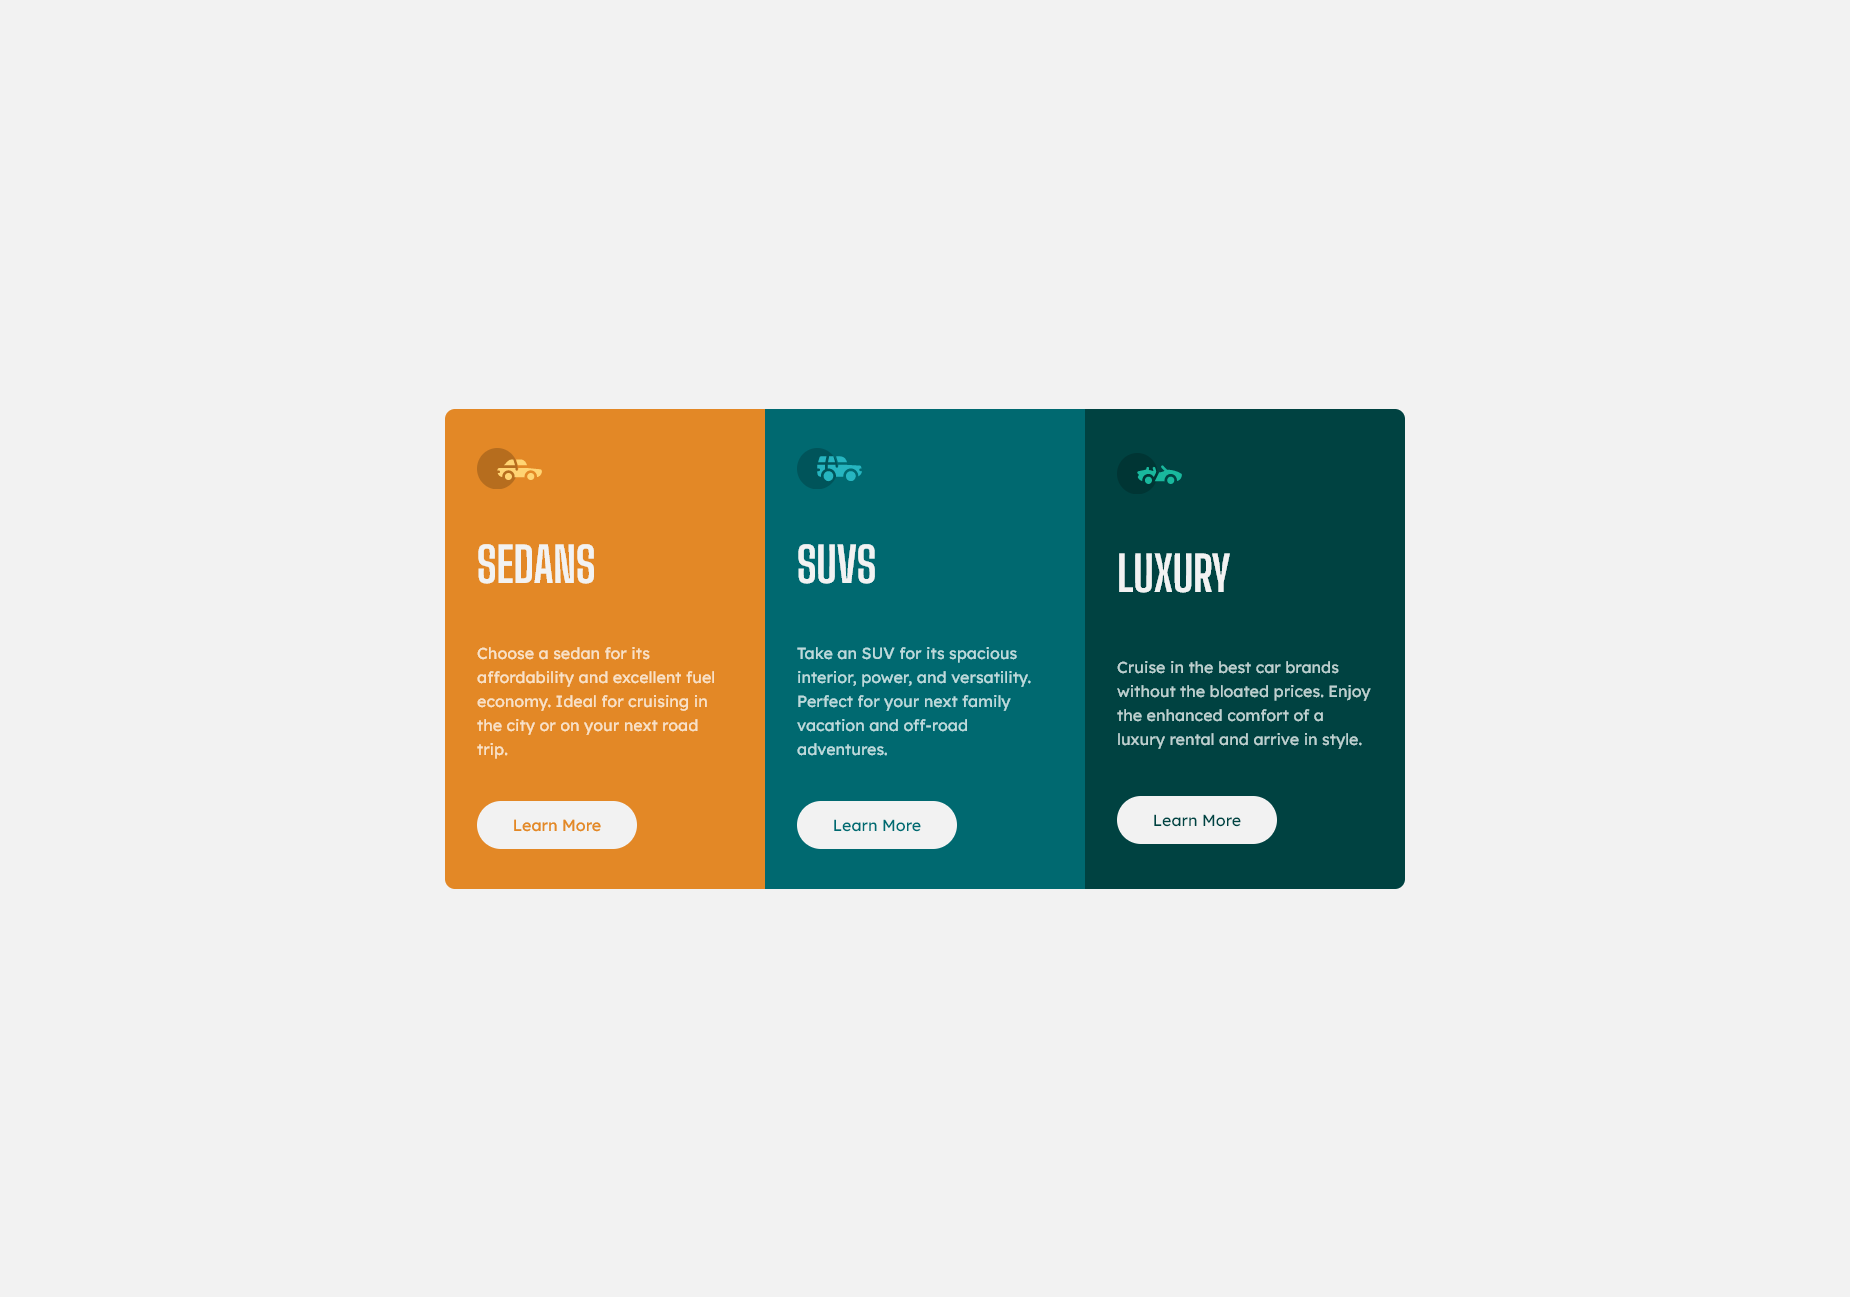 SEDANS
Choose a sedan for its
affordability and excellent fuel
economy. Ideal for cruising in
the city or on your next road
trip.
Learn More
SUVS
Take an SUV for its spacious
interior, power, and versatility.
Perfect for your next family
vacation and off-road
adventures.
Learn More
LUXURY
Cruise in the best car brands
without the bloated prices. Enjoy
the enhanced comfort of a
luxury rental and arrive in style.
Learn More